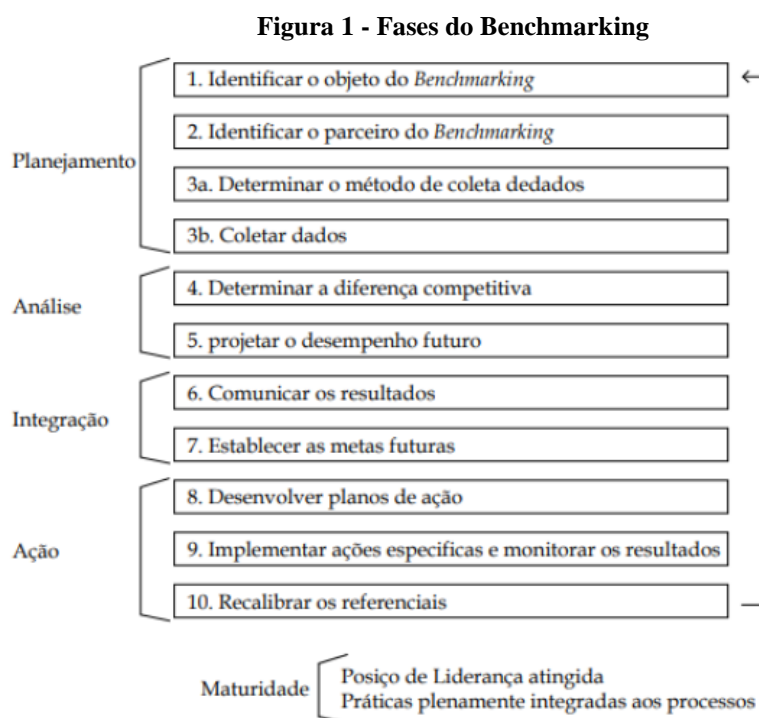 Figura 1 - Fases do Benchmarking
Planejamento
1. Identificar o objeto do Benchmarking
2. Identificar o parceiro do Benchmarking
3a. Determinar o método de coleta dedados
3b. Coletar dados
Análise
4. Determinar a diferença competitiva
5. projetar o desempenho futuro
Integração
6. Comunicar os resultados
7. Establecer as metas futuras
Ação
8. Desenvolver planos de ação
9. Implementar ações especificas e monitorar os resultados
10. Recalibrar os referenciais
Maturidade
Posiço de Liderança atingida
Práticas plenamente integradas aos processos